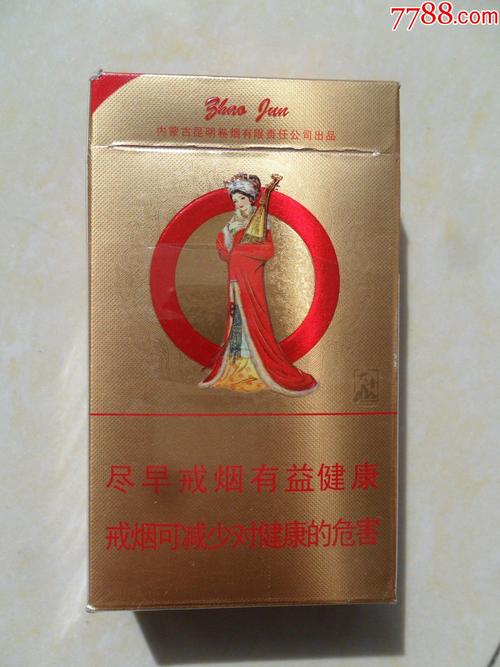 7788.com
Zhao Jun
内蒙古昆明卷烟有限责任公司出品
尽早戒烟有益健康
戒烟可减少对健康的危害